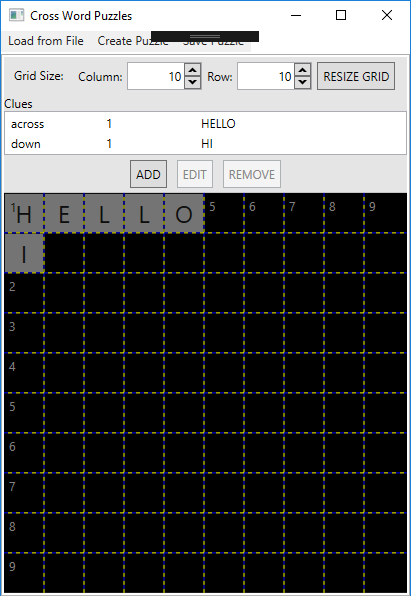 Cross Word Puzzles
Load from File Create Puzzle Save Puzzle
Grid Size: Column: 10 Row: 10 RESIZE GRID
Clues
across 1 HELLO
down 1 HI
ADD EDIT REMOVE
1 H E L L O 5 6 7 8 9
I
2
3
4
5
6
7
8
9